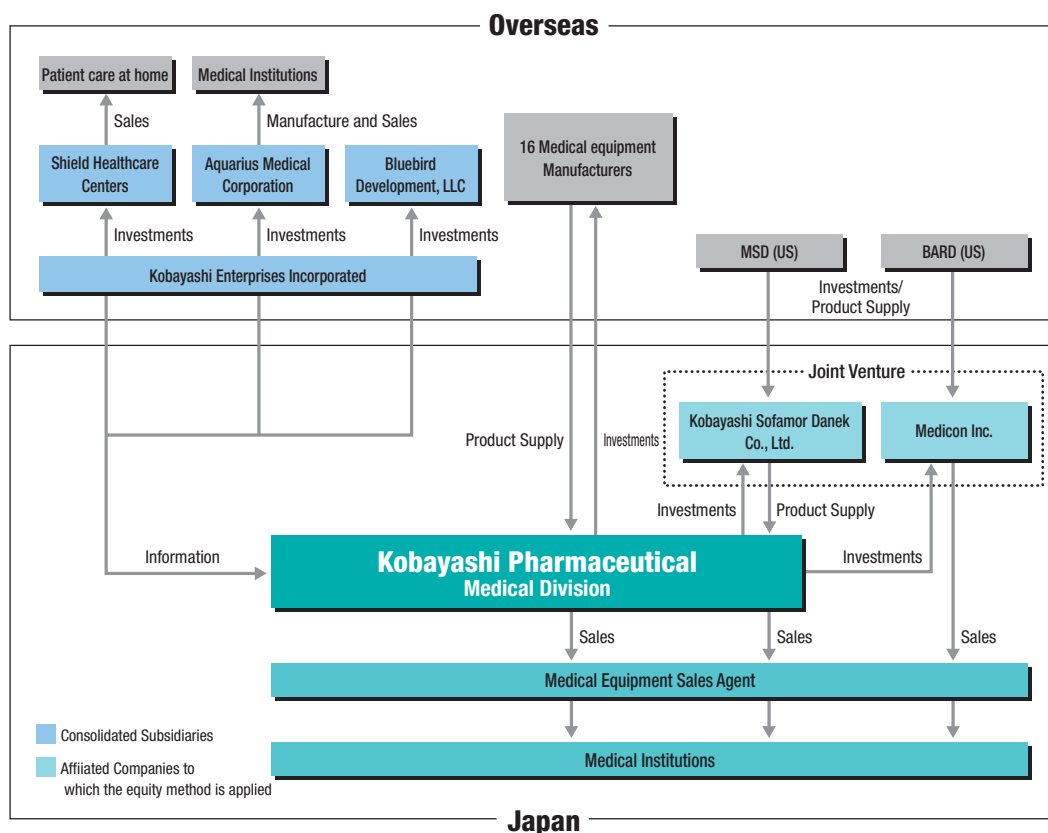 Overseas
Patient care at home
Medical Institutions
Sales
Manufacture and Sales
Shield Healthcare
Centers
Aquarius Medical
Corporation
Bluebird
Development, LLC
16 Medical equipment
Manufacturers
Investments
Investments
Investments
Kobayashi Enterprises Incorporated
MSD (US)
BARD (US)
Investments/
Product Supply
Joint Venture
Kobayashi Sofamor Danek
Co., Ltd.
Medicon Inc.
Product Supply
Investments
Investments
Product Supply
Information
Kobayashi Pharmaceutical
Medical Division
Investments
Sales
Sales
Sales
Medical Equipment Sales Agent
Medical Institutions
Consolidated Subsidiaries
Affiiated Companies to
which the equity method is applied
Japan